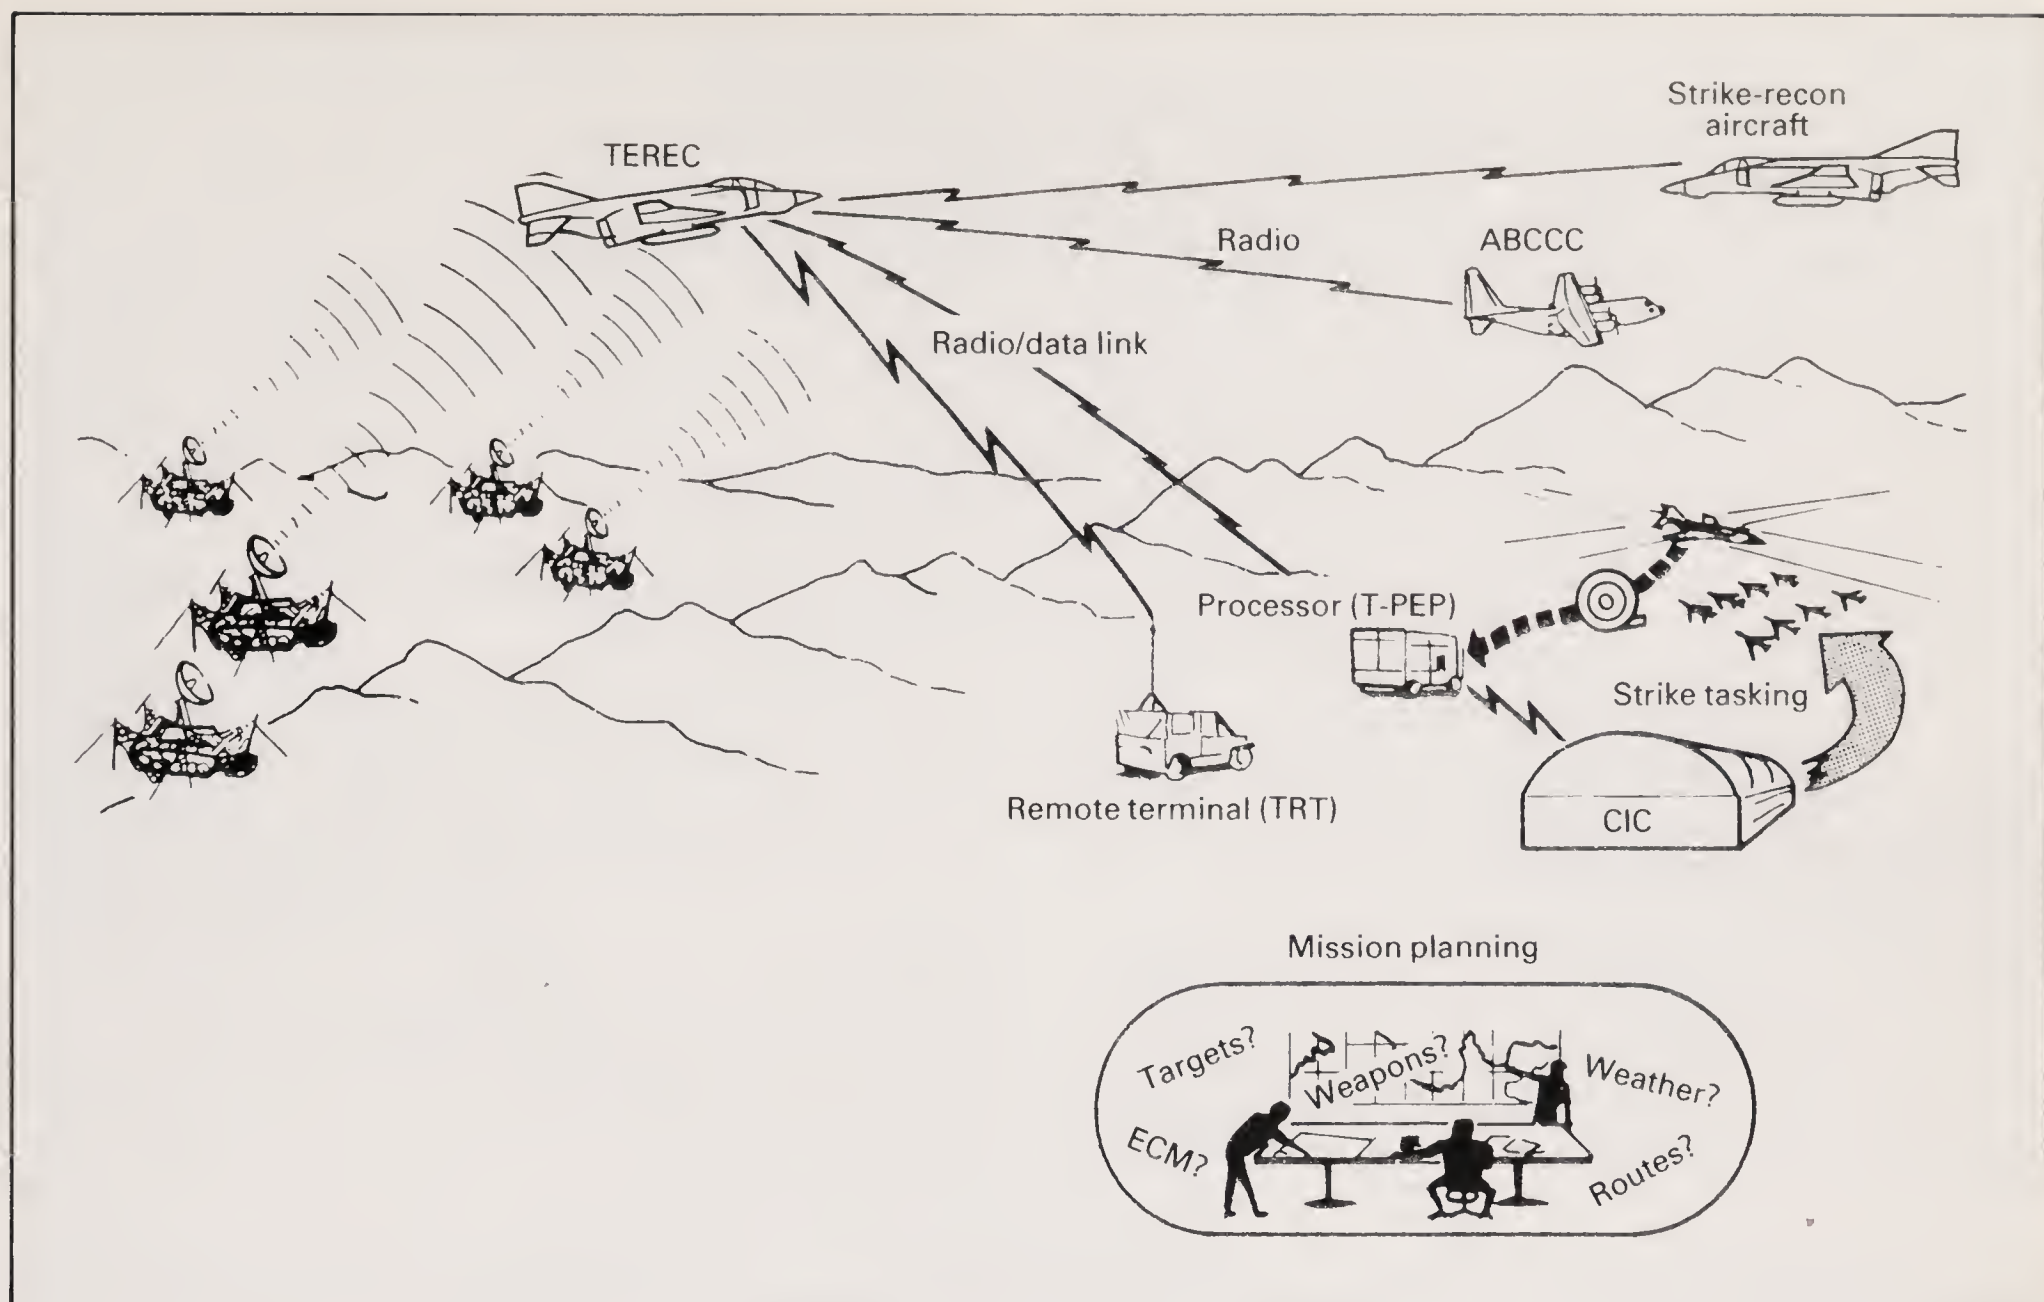 Strike-recon
aircraft
TEREC
Radio
ABCCC
Radio/data link
Processor (T-PEP)
Strike tasking
Remote terminal (TRT)
CIC
Mission planning
Targets?
Weapons?
Weather?
ECM?
Routes?